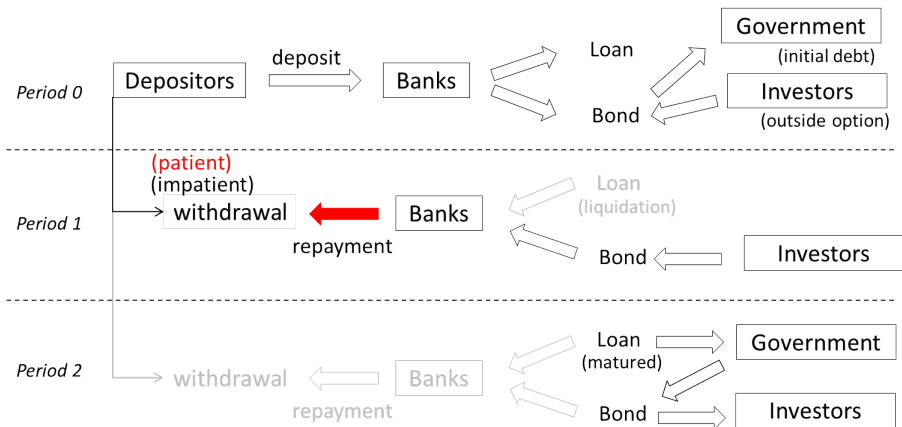 Period 0
Depositors
deposit
Banks
Loan
Bond
Government
(initial debt)
Investors
(outside option)
Period 1
(patient)
(impatient)
withdrawal
repayment
Banks
Loan
(liquidation)
Bond
Investors
Period 2
withdrawal
repayment
Banks
Loan
(matured)
Bond
Government
Investors